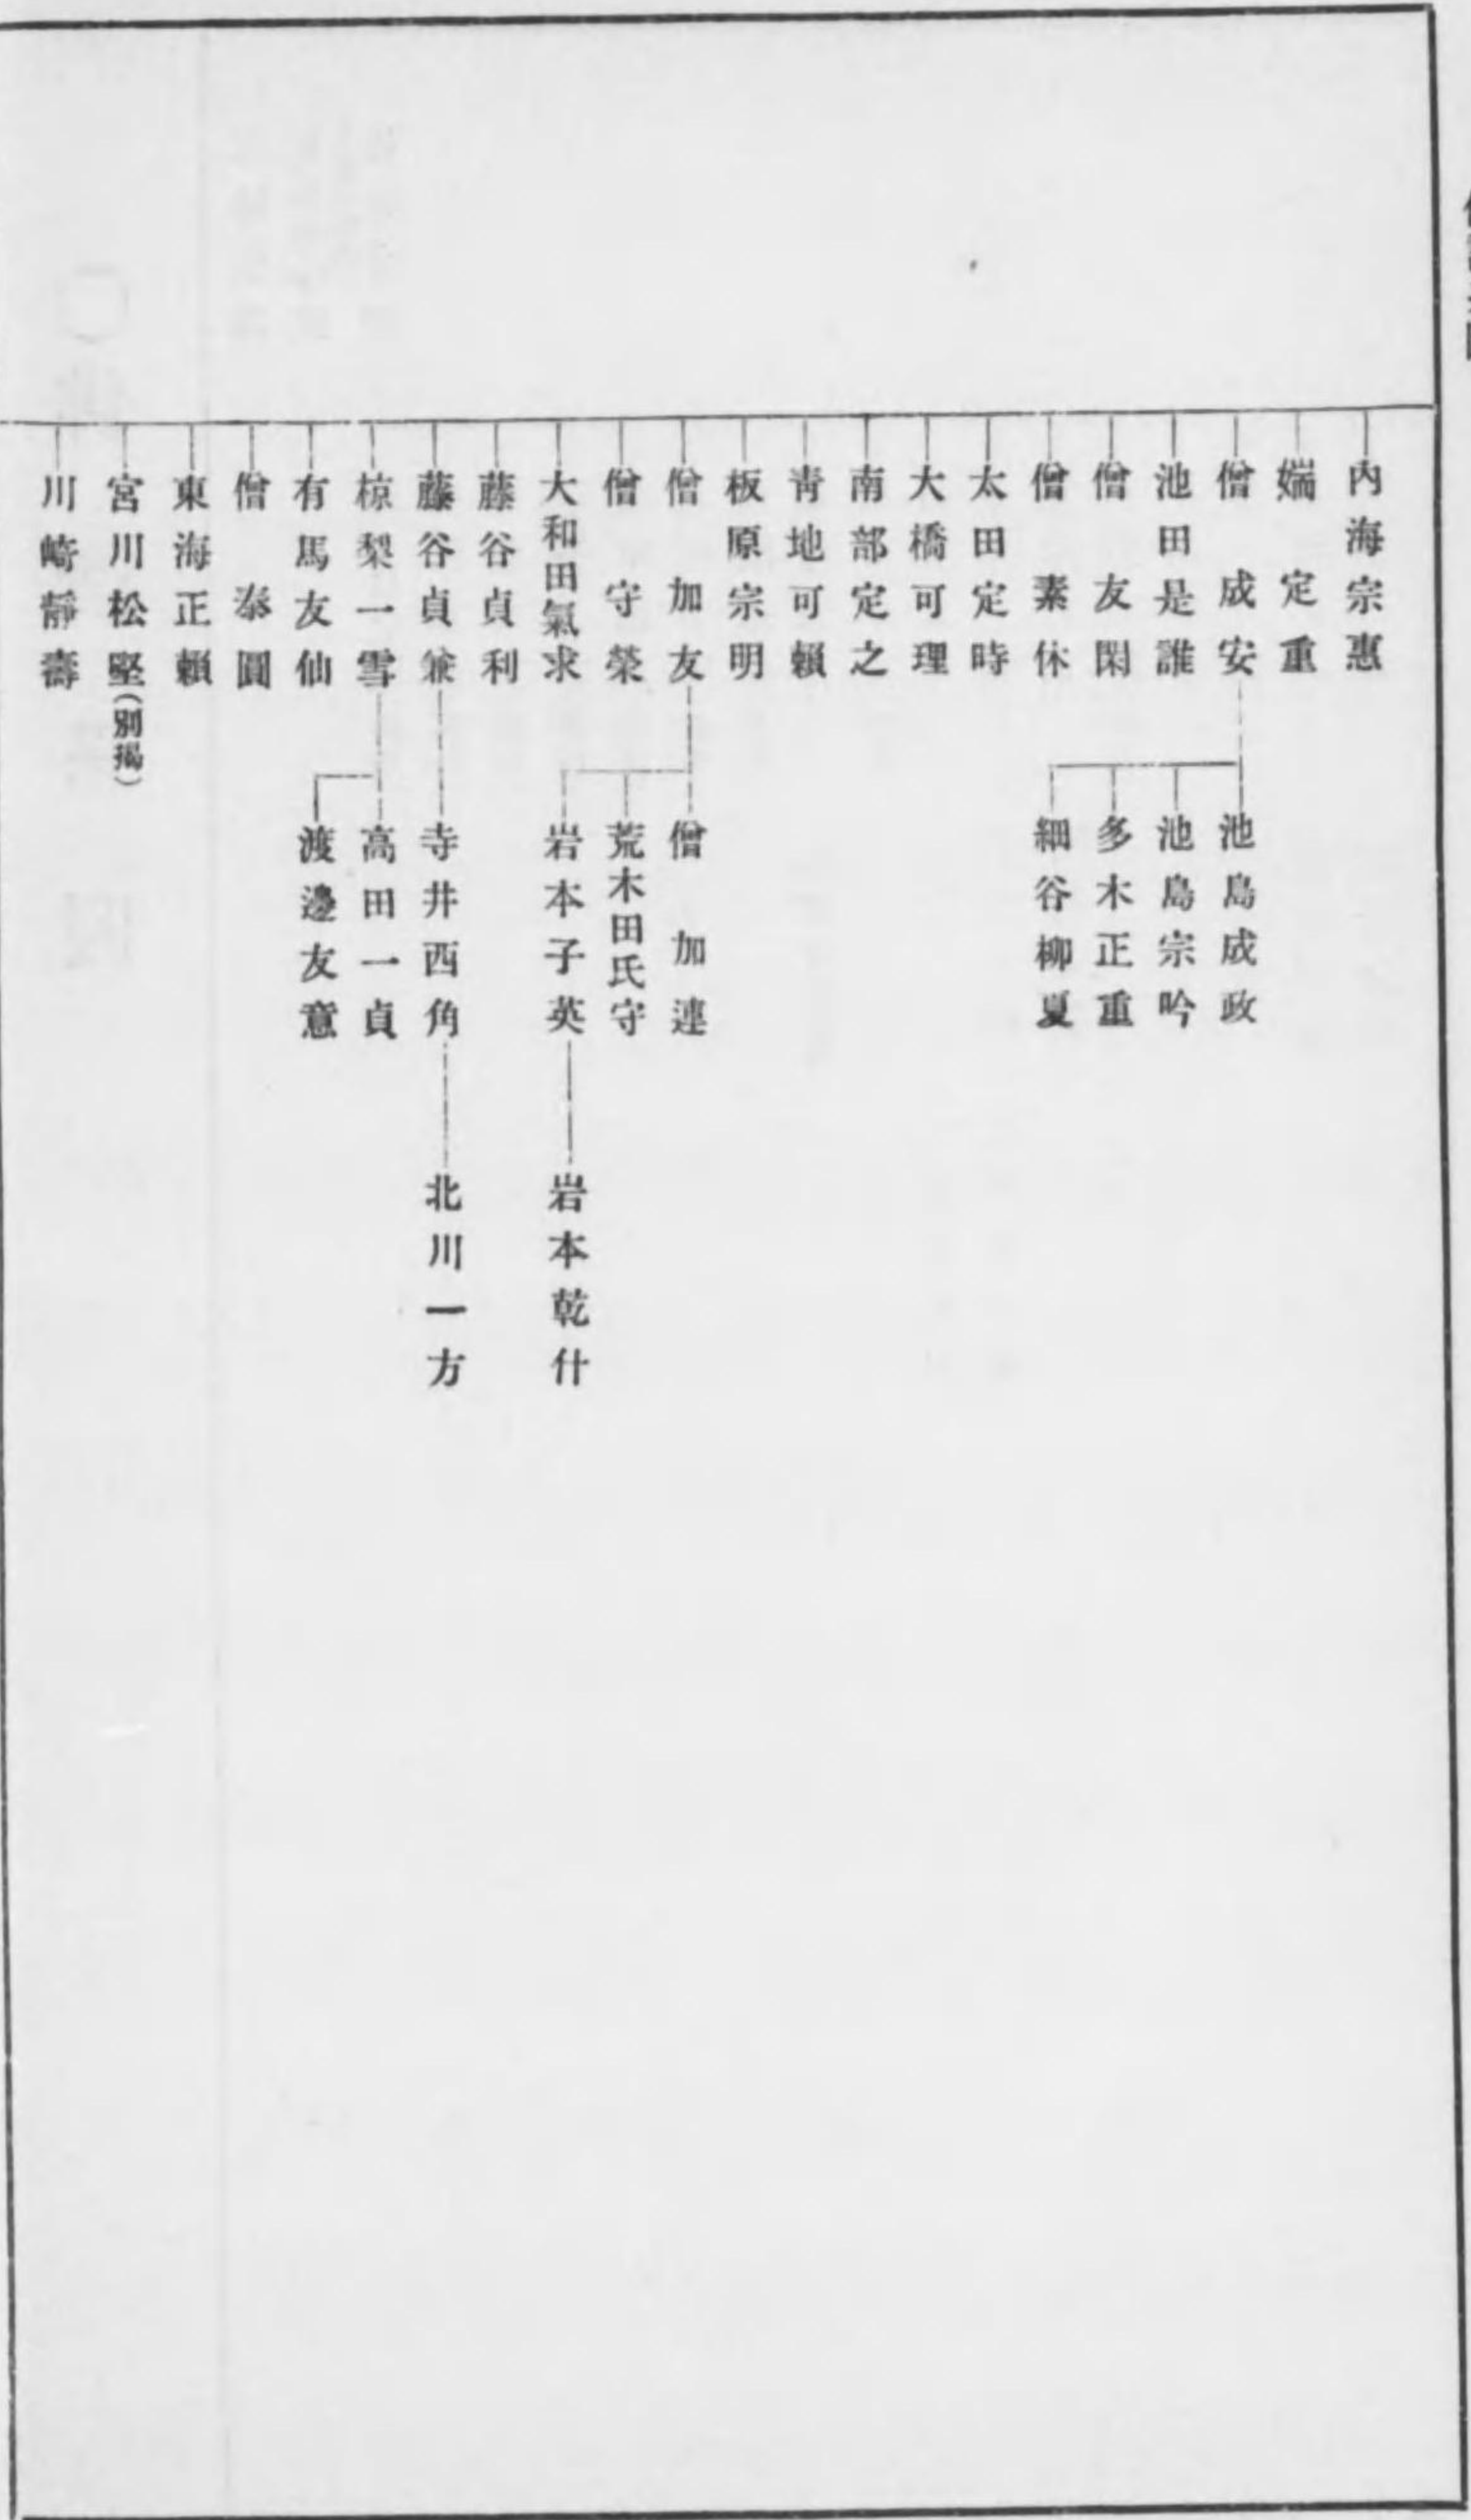 内海宗惠
端定重
僧成安
池島成政
池島宗吟
多木正重
細谷柳夏
池田是誰
僧友閑
僧素休
太田定時
大橋可理
南部定之
靑地可賴
板原宗明
僧加友
僧加連
荒木田氏守
岩本子英
岩本乾什
僧守榮
大和田氣求
藤谷貞利
藤谷貞兼
寺井西角
北川一方
椋梨一雪
高田一貞
渡邊友意
有馬友仙
僧泰圓
東海正賴
宮川松堅(別揭)
川崎靜壽